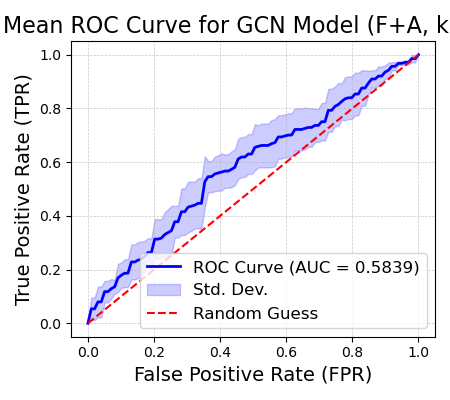 Mean ROC Curve for GCN Model (F+A, k
True Positive Rate (TPR)
1.0
0.8
0.6
0.4
0.2
0.0
ROC Curve (AUC = 0.5839)
Std. Dev.
Random Guess
0.0 0.2 0.4 0.6 0.8 1.0
False Positive Rate (FPR)